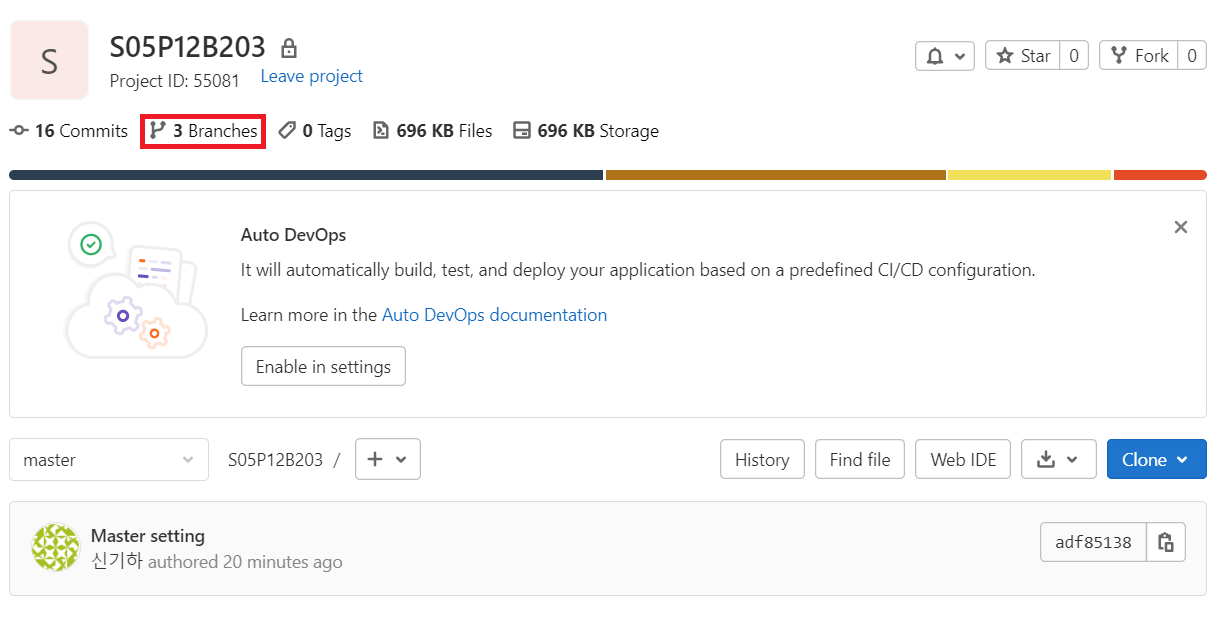 S
S05P12B203
Project ID: 55081 Leave project
Star 0 Fork 0
16 Commits 3 Branches 0 Tags 696 KB Files 696 KB Storage
Auto DevOps
It will automatically build, test, and deploy your application based on a predefined CI/CD configuration.
Learn more in the Auto DevOps documentation
Enable in settings
master S05P12B203 / + History Find file Web IDE Clone
Master setting
신기하 authored 20 minutes ago
adf85138